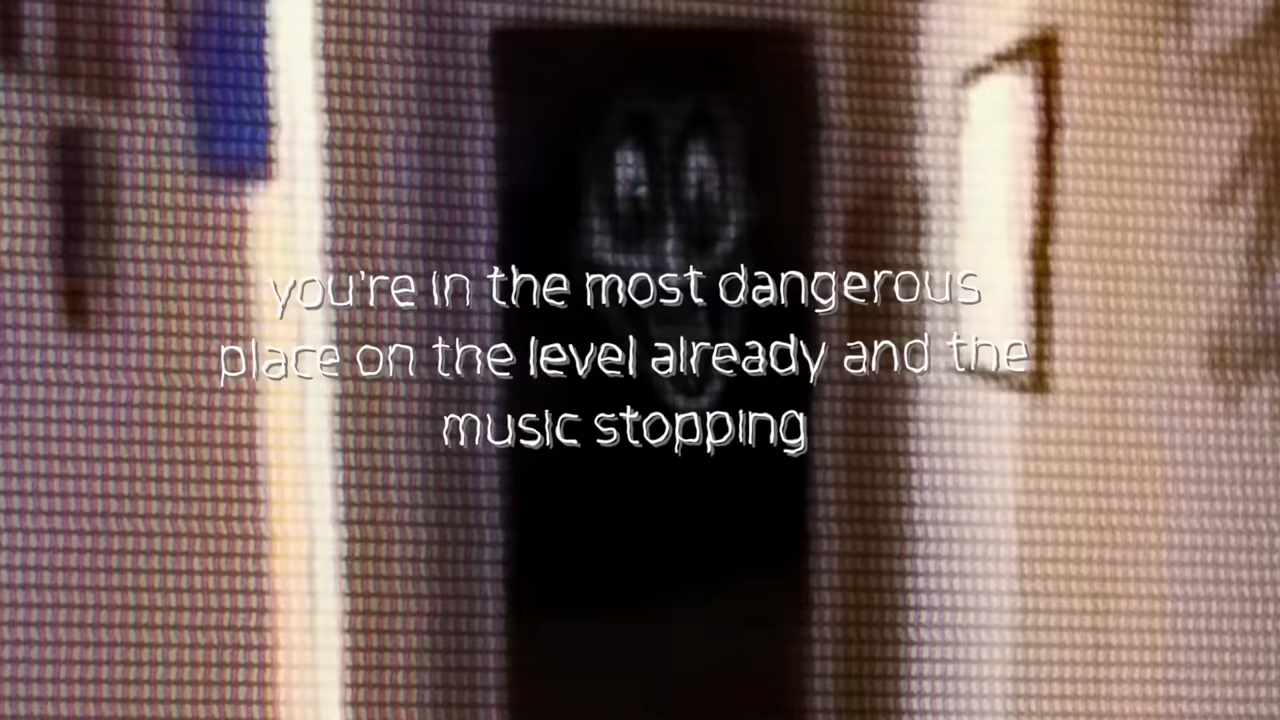 you're in the most dangerous
place on the level already and the
music stopping